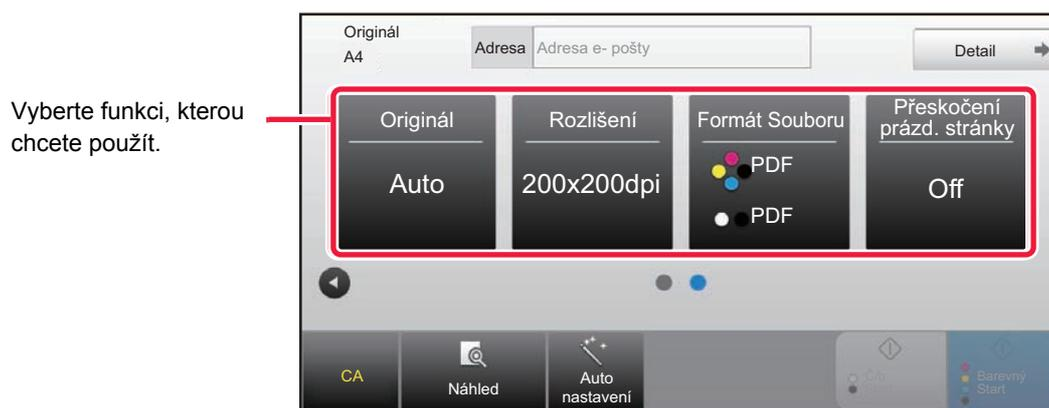 Originál
A4
Adresa Adresa e- pošty
Detail
Vyberte funkci, kterou
chcete použít.
Originál
Auto
Rozlišení
200x200dpi
Formát Souboru
PDF
PDF
Přeskočení
prázd. stránky
Off
CA
Náhled
Auto
nastavení
Barevný
Start